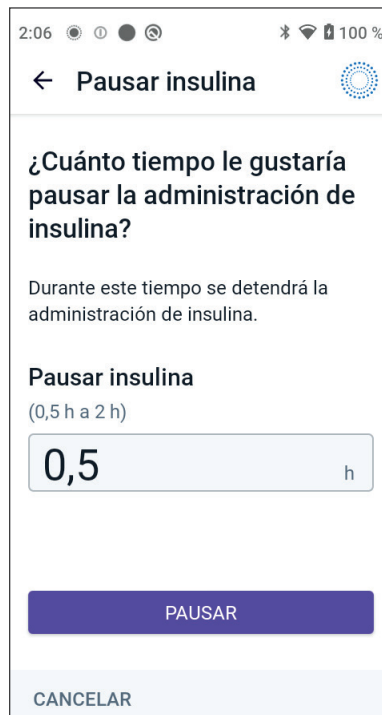 2:06 100 %
Pausar insulina
¿Cuánto tiempo le gustaría
pausar la administración de
insulina?
Durante este tiempo se detendrá la
administración de insulina.
Pausar insulina
(0,5 h a 2 h)
0,5 h
PAUSAR
CANCELAR